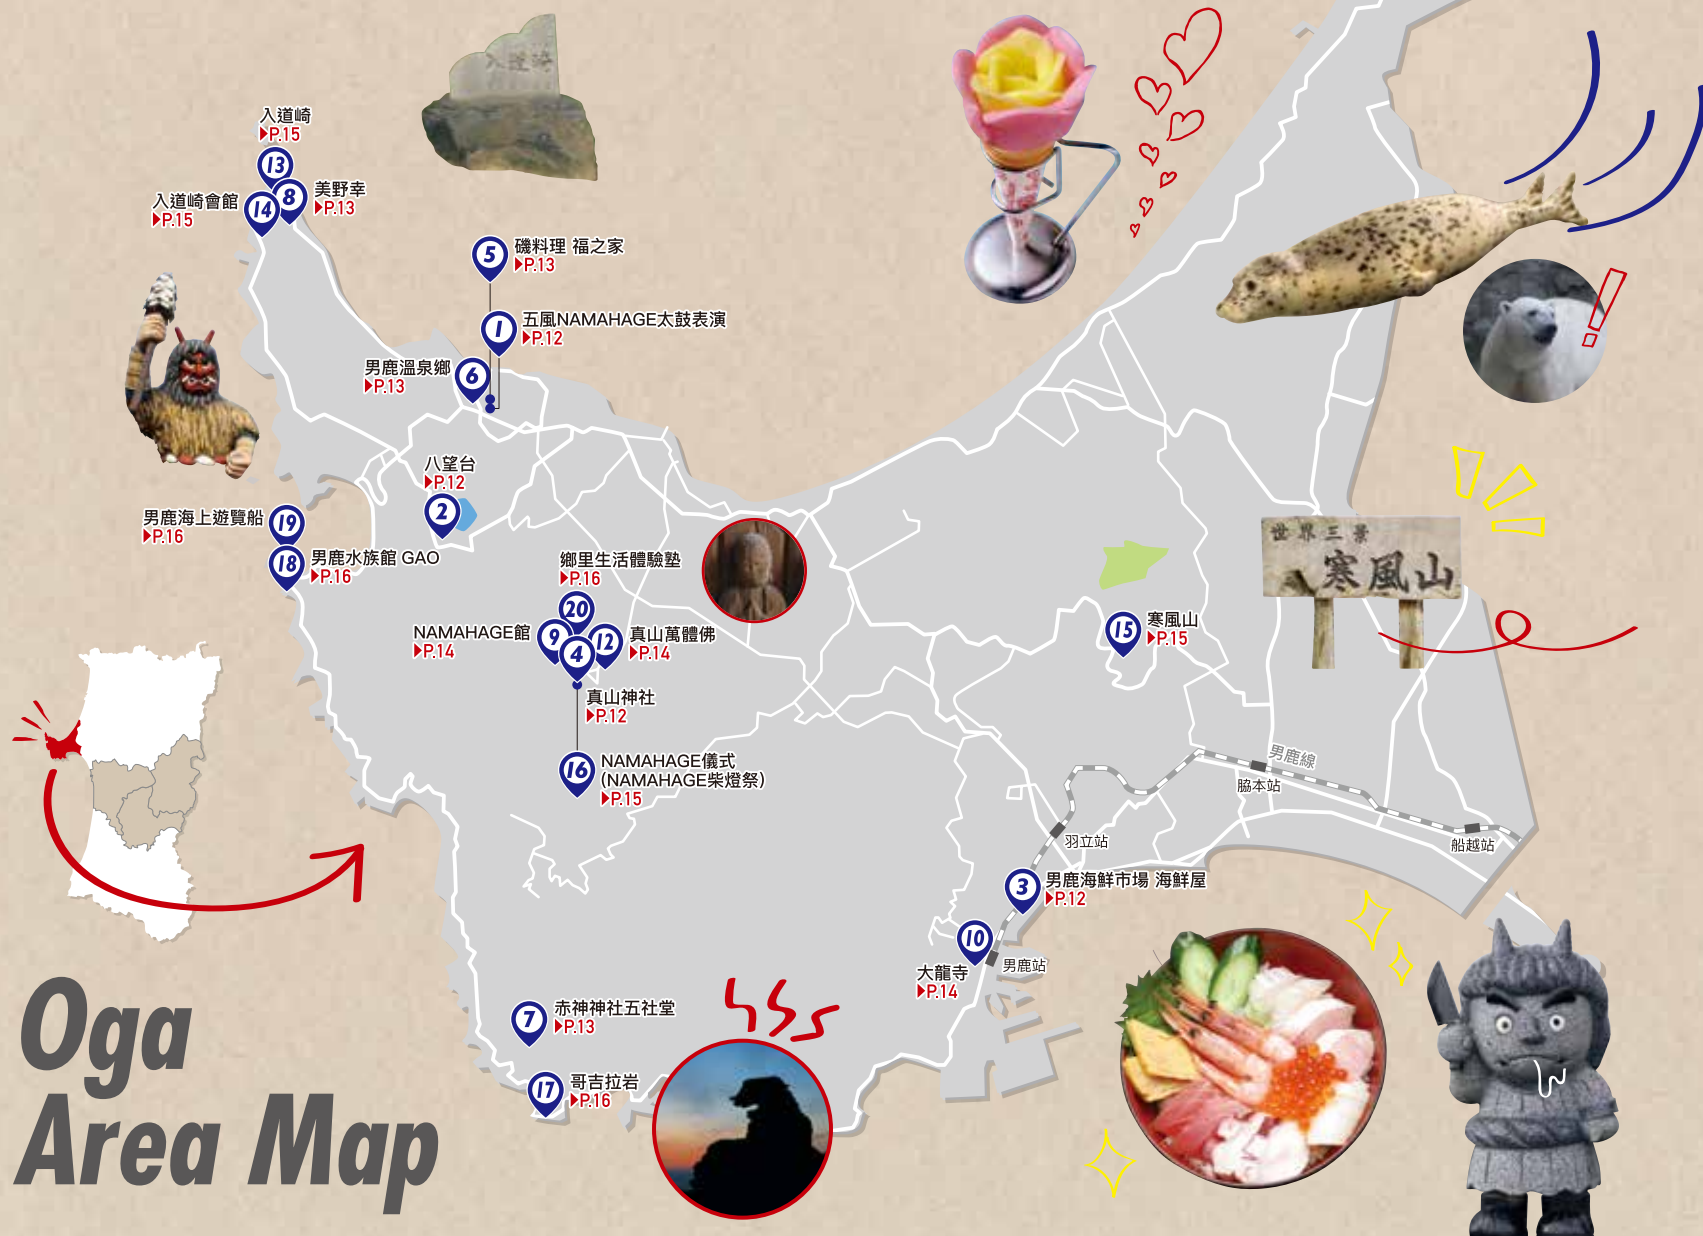 入道崎
P.15
13
8
美野幸
P.13
入道崎會館
P.15
14
5
磯料理 福之家
P.13
1
五風NAMAHAGE太鼓表演
P.12
男鹿溫泉鄉
P.13
6
八望台
P.12
2
男鹿海上遊覽船
P.16
19
18
男鹿水族館 GAO
P.16
鄉里生活體驗塾
P.16
20
NAMAHAGE館
P.14
9
12
真山萬體佛
P.14
4
真山神社
P.12
16
NAMAHAGE儀式
(NAMAHAGE柴燈祭)
P.15
世界三景
寒風山
15
寒風山
P.15
男鹿線
脇本站
船越站
羽立站
3
男鹿海鮮市場 海鮮屋
P.12
10
大龍寺
P.14
男鹿站
7
赤神神社五社堂
P.13
17
哥吉拉岩
P.16
Oga
Area Map